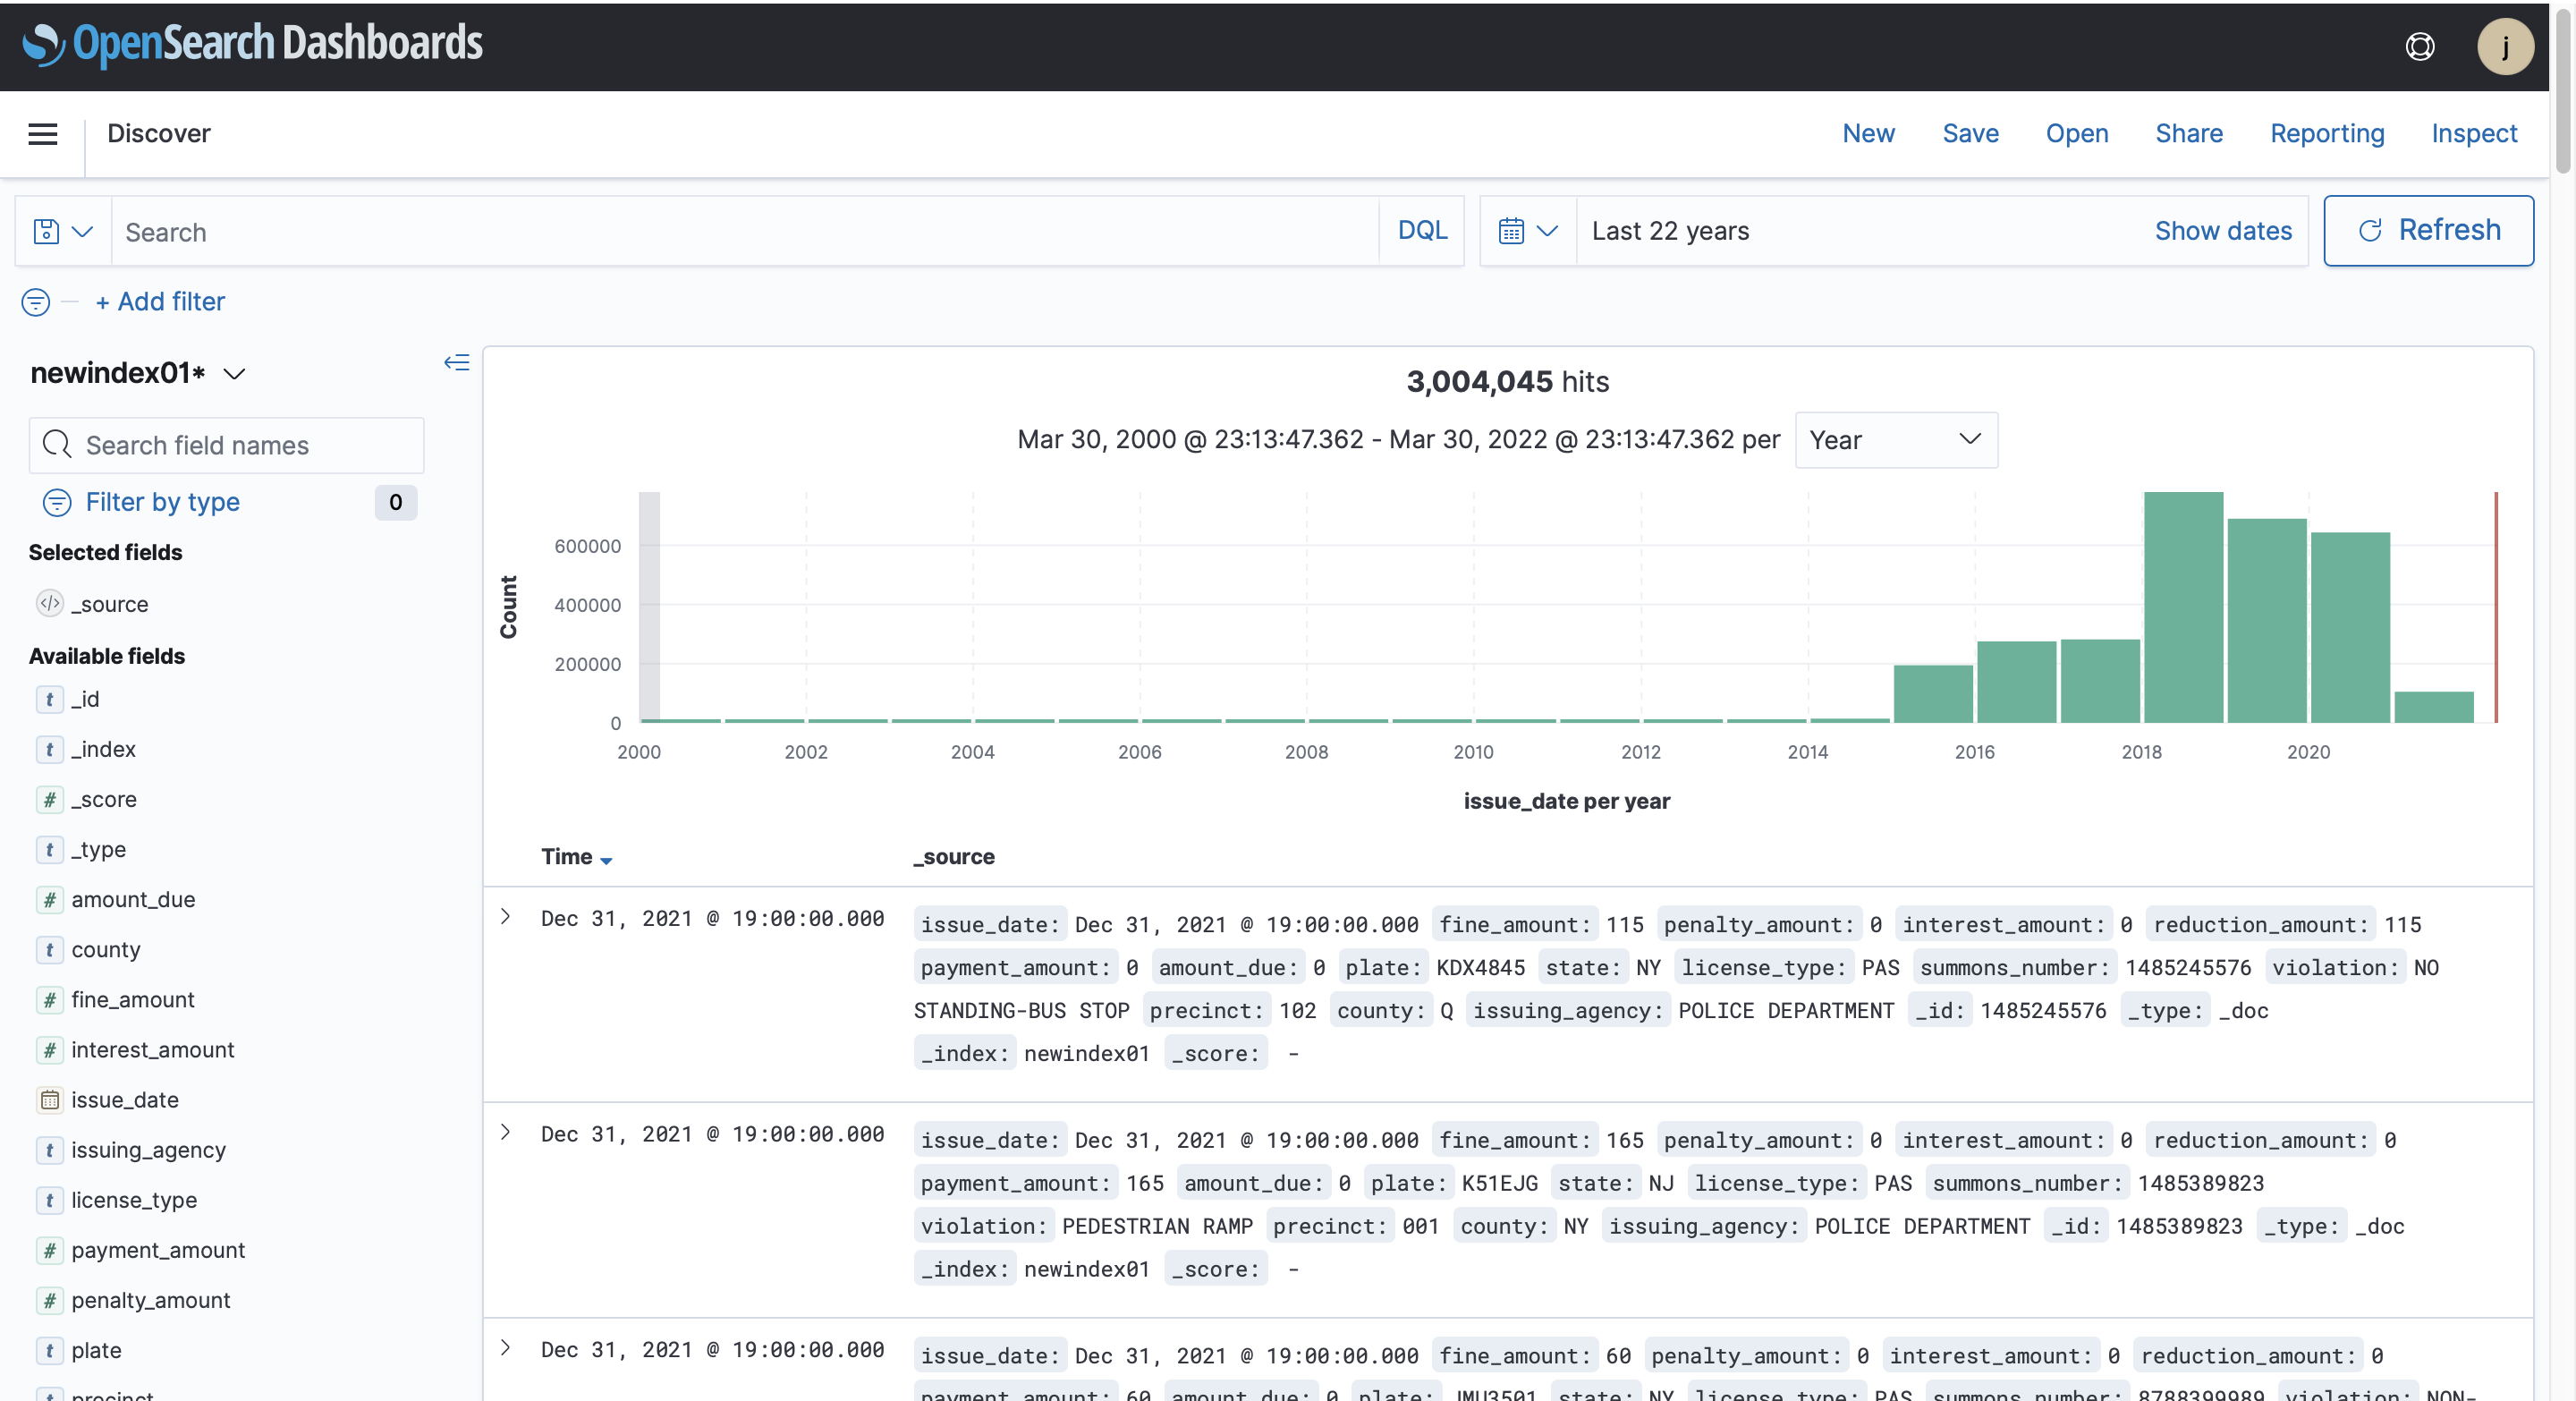 OpenSearch Dashboards
j
Discover
New Save Open Share Reporting Inspect
Search
DQL
Last 22 years
Show dates
Refresh
+ Add filter
newindex01*
Search field names
Filter by type 0
Selected fields
</> _source
Available fields
t _id
t _index
# _score
t _type
# amount_due
t county
# fine_amount
# interest_amount
issue_date
t issuing_agency
t license_type
# payment_amount
# penalty_amount
t plate
t precinct
3,004,045 hits
Mar 30, 2000 @ 23:13:47.362 - Mar 30, 2022 @ 23:13:47.362 per Year
Count
600000
400000
200000
0
2000 2002 2004 2006 2008 2010 2012 2014 2016 2018 2020
issue_date per year
Time _source
Dec 31, 2021 @ 19:00:00.000
issue_date: Dec 31, 2021 @ 19:00:00.000 fine_amount: 115 penalty_amount: 0 interest_amount: 0 reduction_amount: 115
payment_amount: 0 amount_due: 0 plate: KDX4845 state: NY license_type: PAS summons_number: 1485245576 violation: NO
STANDING-BUS STOP precinct: 102 county: Q issuing_agency: POLICE DEPARTMENT _id: 1485245576 _type: _doc
_index: newindex01 _score: -
Dec 31, 2021 @ 19:00:00.000
issue_date: Dec 31, 2021 @ 19:00:00.000 fine_amount: 165 penalty_amount: 0 interest_amount: 0 reduction_amount: 0
payment_amount: 165 amount_due: 0 plate: K51EJG state: NJ license_type: PAS summons_number: 1485389823
violation: PEDESTRIAN RAMP precinct: 001 county: NY issuing_agency: POLICE DEPARTMENT _id: 1485389823 _type: _doc
_index: newindex01 _score: -
Dec 31, 2021 @ 19:00:00.000
issue_date: Dec 31, 2021 @ 19:00:00.000 fine_amount: 60 penalty_amount: 0 interest_amount: 0 reduction_amount: 0
payment_amount: 60 amount_due: 0 plate: JMU3501 state: NY license_type: PAS summons_number: 8788399989 violation: NON-